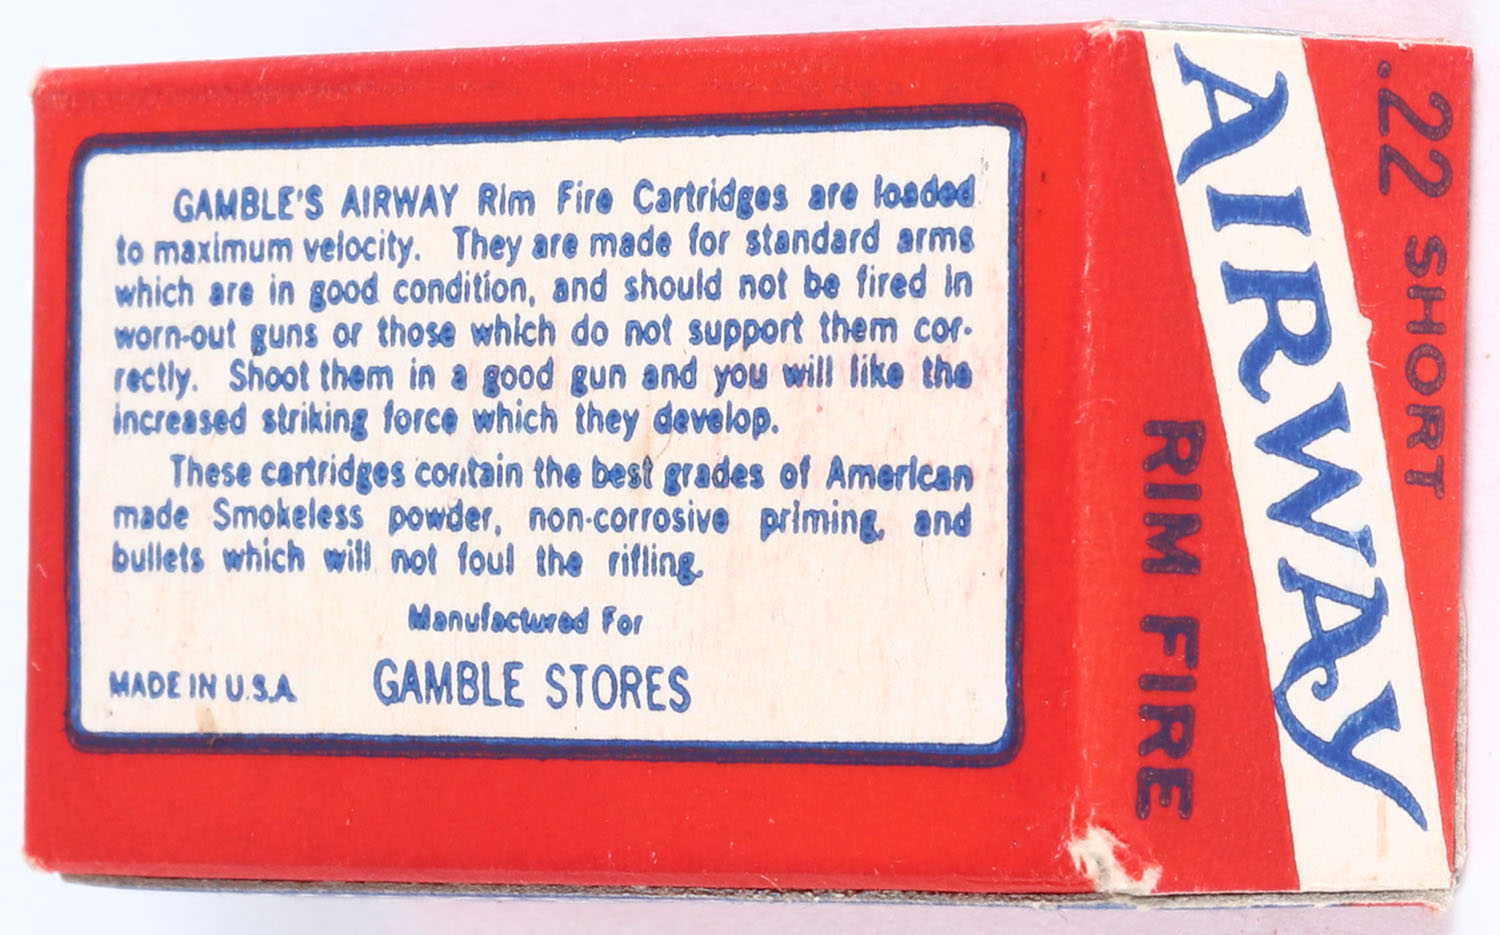 GAMBLE'S AIRWAY Rim Fire Cartridges are loaded
to maximum velocity. They are made for standard arms
which are in good condition, and should not be fired in
worn-out guns or those which do not support them cor-
rectly. Shoot them in a good gun and you will like the
increased striking force which they develop.
These cartridges contain the best grades of American
made Smokeless powder, non-corrosive priming, and
bullets which will not foul the rifling.
Manufactured For
MADE IN U.S.A. GAMBLE STORES
.22 SHORT
AIRWAY
RIM FIRE